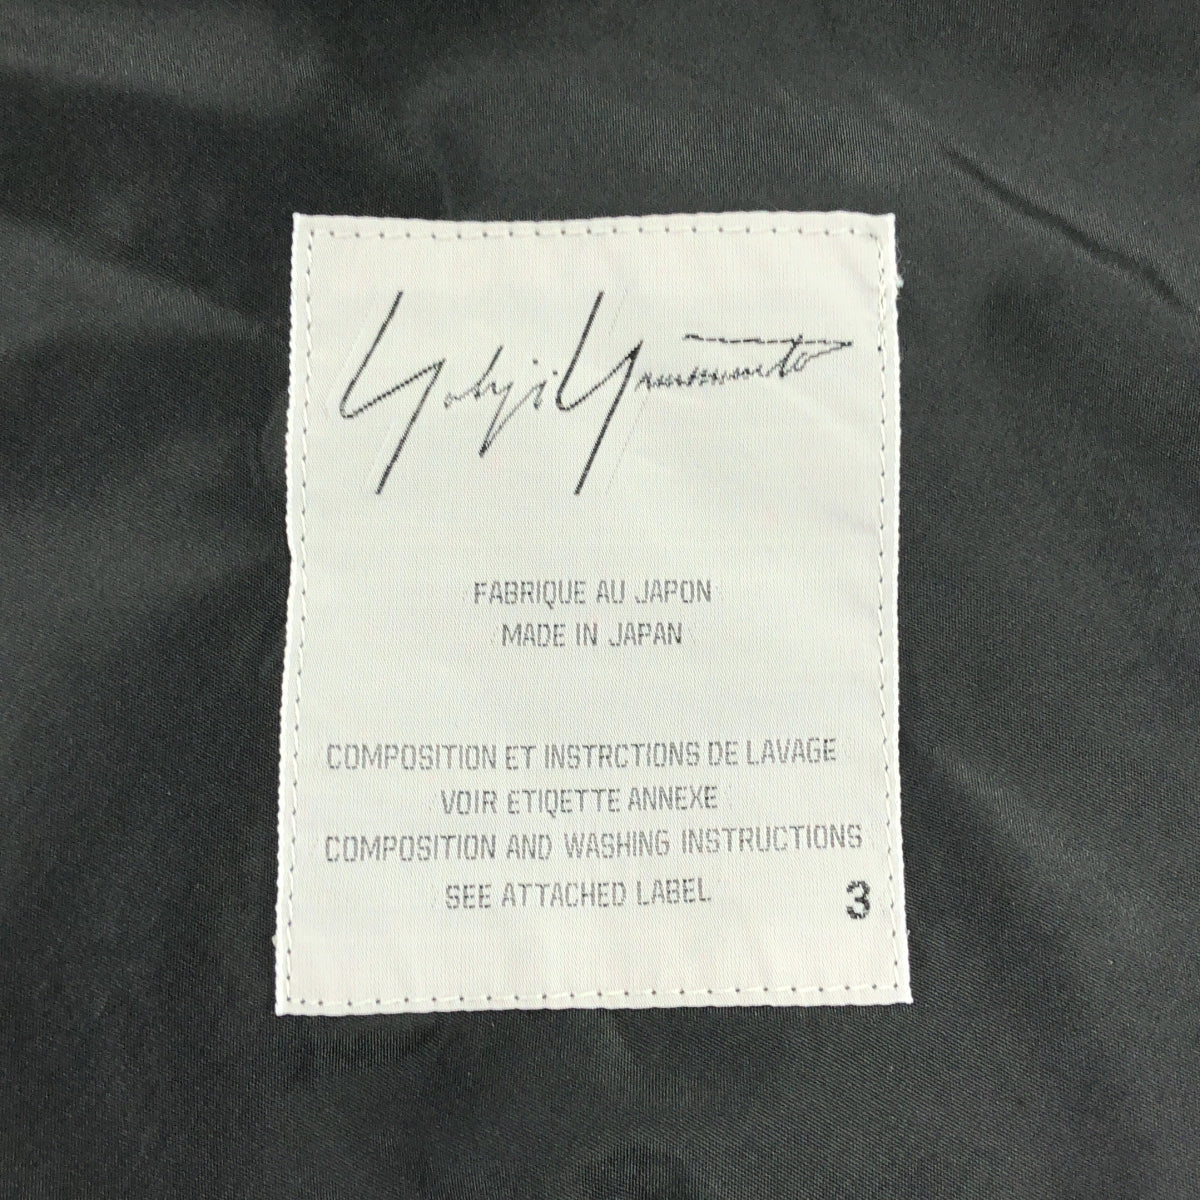 Yohji Yamamoto
FABRIQUE AU JAPON
MADE IN JAPAN
COMPOSITION ET INSTRCTIONS DE LAVAGE
VOIR ETIQETTE ANNEXE
COMPOSITION AND WASHING INSTRUCTIONS
SEE ATTACHED LABEL
3